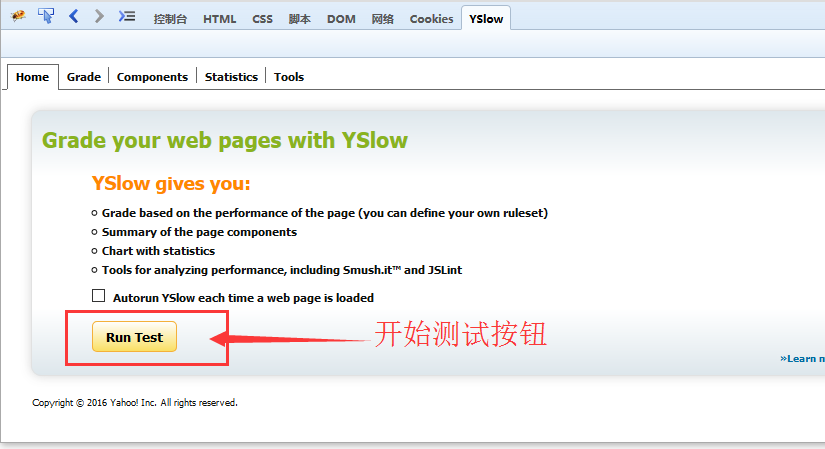 控制台 HTML CSS 脚本 DOM 网络 Cookies YSlow
Home Grade Components Statistics Tools
Grade your web pages with YSlow
YSlow gives you:
Grade based on the performance of the page (you can define your own ruleset)
Summary of the page components
Chart with statistics
Tools for analyzing performance, including Smush.it™ and JSLint
Autorun YSlow each time a web page is loaded
Run Test
开始测试按钮
»Learn
Copyright © 2016 Yahoo! Inc. All rights reserved.